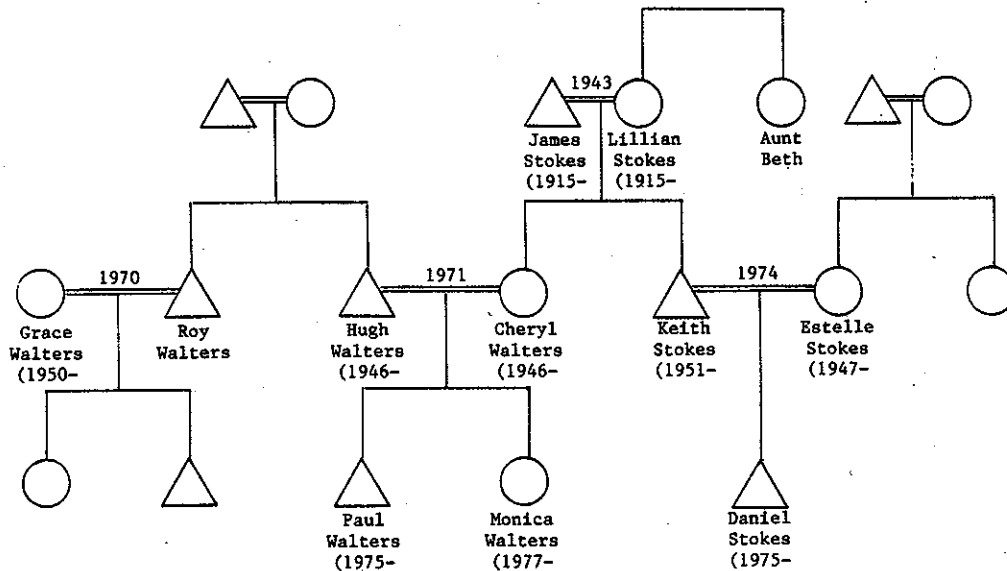 1943
James
Stokes
(1915-
Lillian
Stokes
(1915-
Aunt
Beth
1970
1971
1974
Grace
Walters
(1950-
Roy
Walters
Hugh
Walters
(1946-
Cheryl
Walters
(1946-
Keith
Stokes
(1951-
Estelle
Stokes
(1947-
Paul
Walters
(1975-
Monica
Walters
(1977-
Daniel
Stokes
(1975-